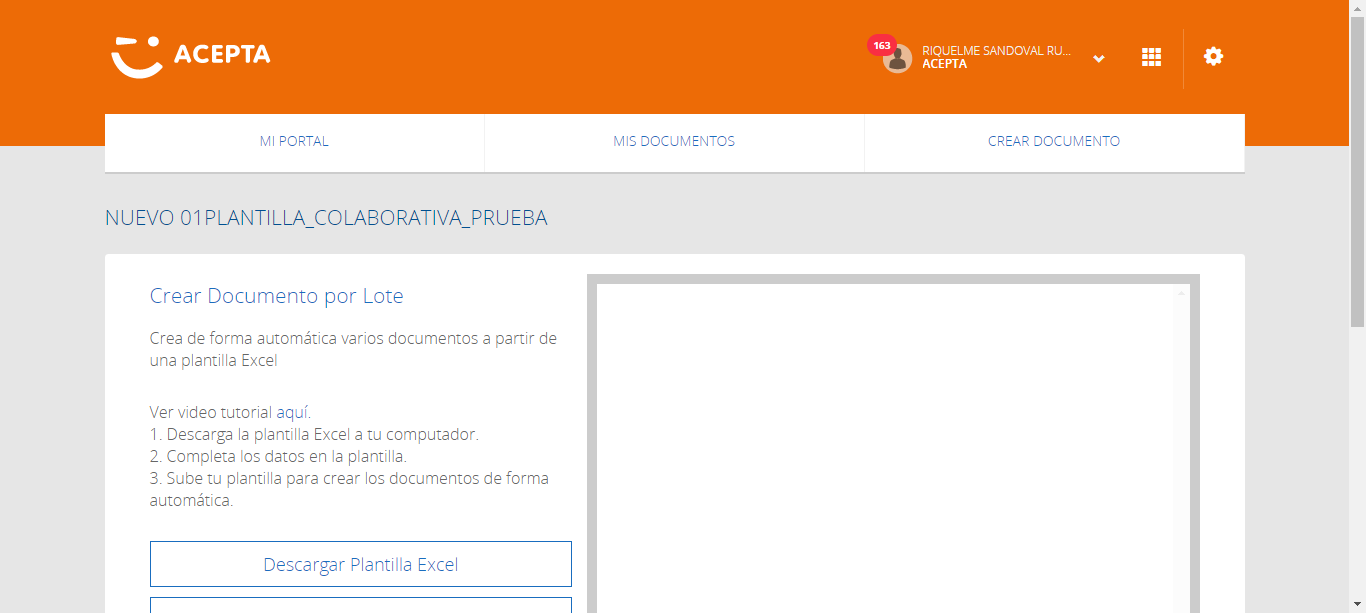 ACEPTA
163
RIQUELME SANDOVAL RU...
ACEPTA
MI PORTAL
MIS DOCUMENTOS
CREAR DOCUMENTO
NUEVO 01PLANTILLA_COLABORATIVA_PRUEBA
Crear Documento por Lote
Crea de forma automática varios documentos a partir de
una plantilla Excel
Ver video tutorial aquí.
1. Descarga la plantilla Excel a tu computador.
2. Completa los datos en la plantilla.
3. Sube tu plantilla para crear los documentos de forma
automática.
Descargar Plantilla Excel